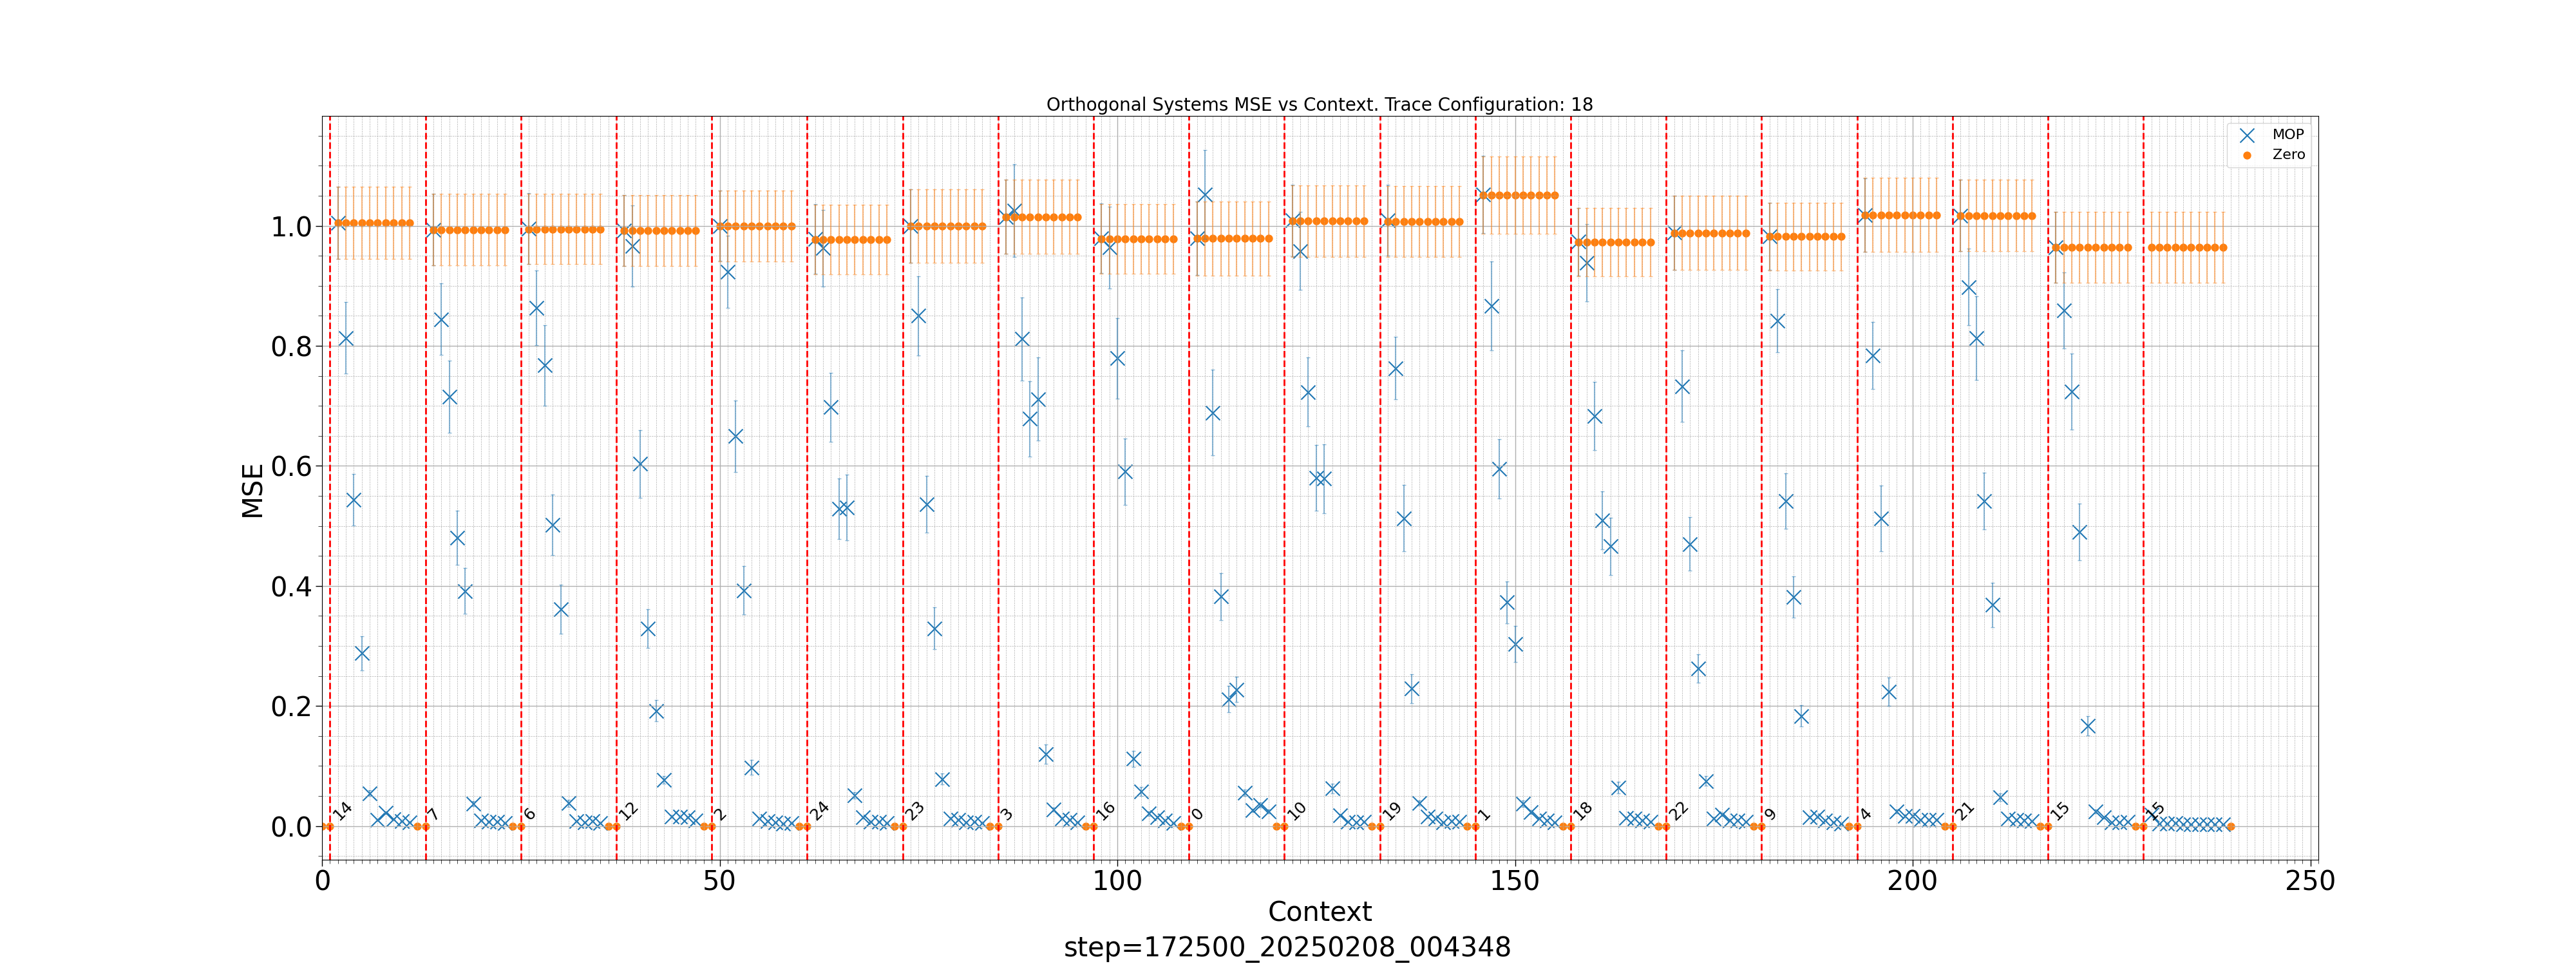 Orthogonal Systems MSE vs Context. Trace Configuration: 18
MOP
Zero
MSE
1.0
0.8
0.6
0.4
0.2
0.0
14 7 6 12 2 24 23 3 16 0 10 19 1 18 22 9 4 21 15 15
0 50 100 150 200 250
Context
step=172500_20250208_004348